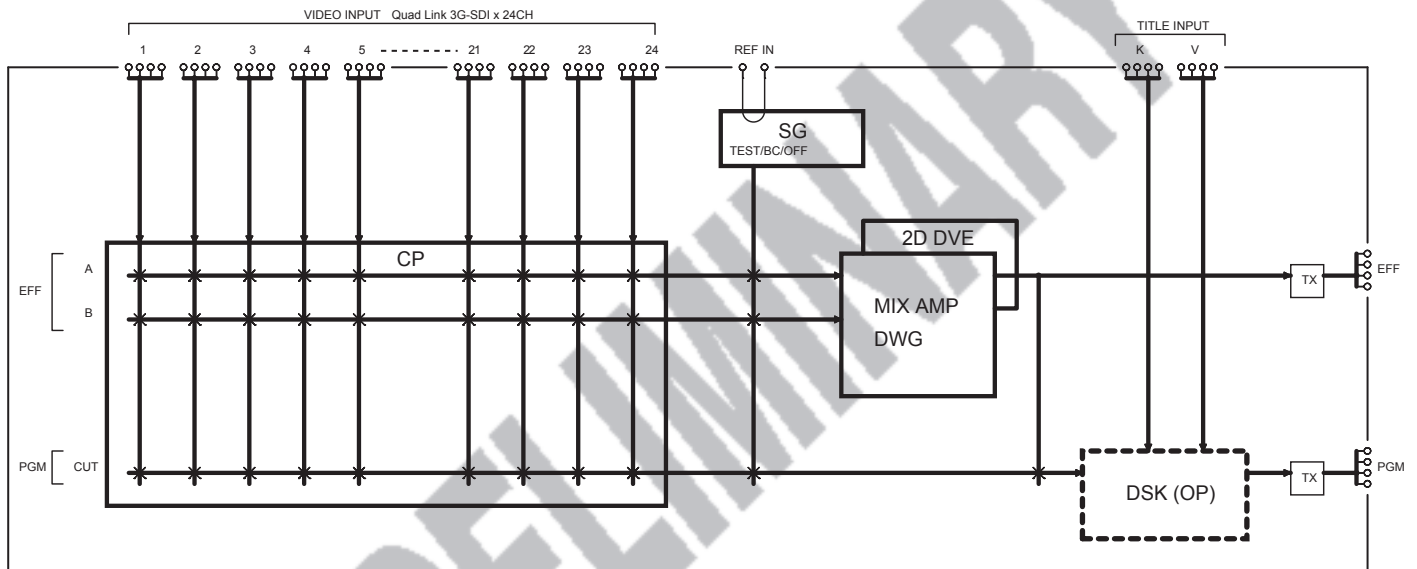 VIDEO INPUT Quad Link 3G-SDI x 24CH
TITLE INPUT
1 2 3 4 5 21 22 23 24 REF IN K V
SG
TEST/BC/OFF
CP
2D DVE
A
EFF
B
MIX AMP
DWG
TX
EFF
PGM
CUT
DSK (OP)
TX
PGM
PRELIMINARY